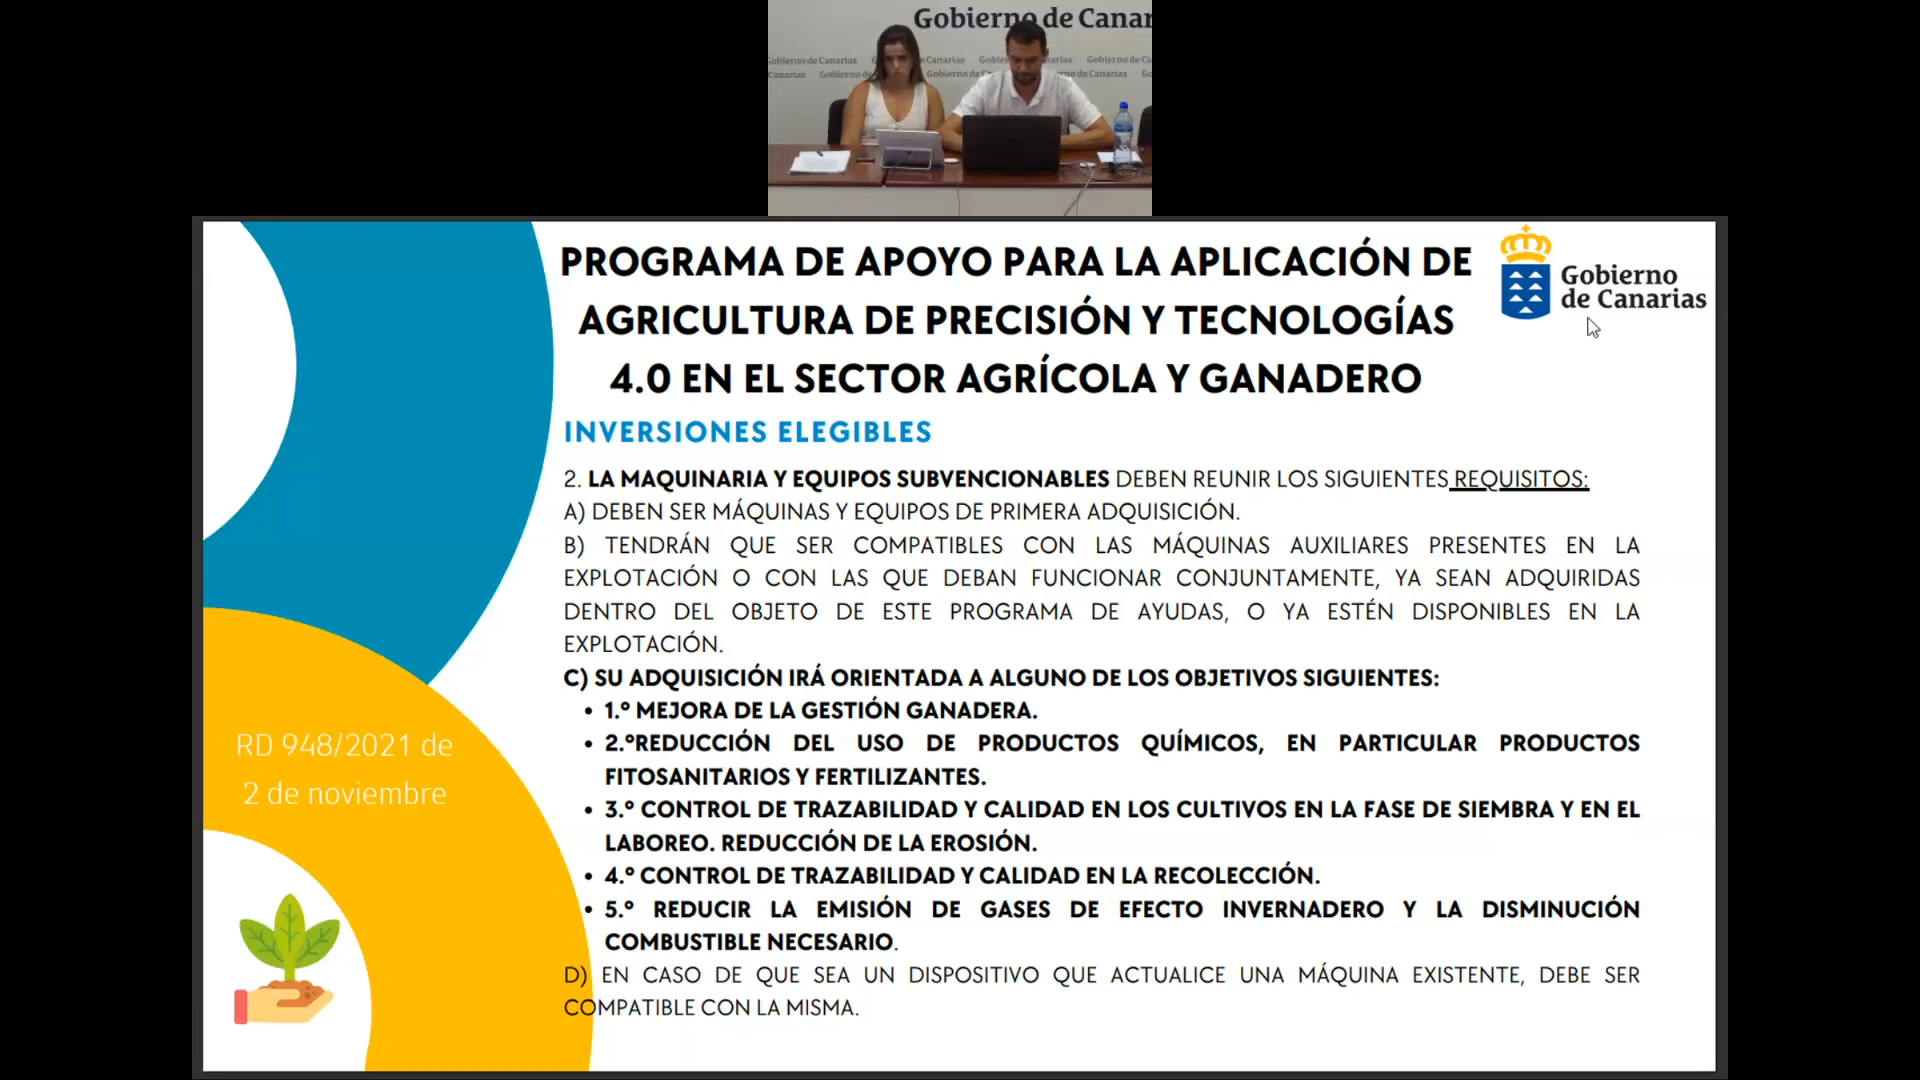 Gobierno de Canar
Gobierno de Canarias
PROGRAMA DE APOYO PARA LA APLICACIÓN DE
AGRICULTURA DE PRECISIÓN Y TECNOLOGÍAS
4.0 EN EL SECTOR AGRÍCOLA Y GANADERO
Gobierno
de Canarias
INVERSIONES ELEGIBLES
2. LA MAQUINARIA Y EQUIPOS SUBVENCIONABLES DEBEN REUNIR LOS SIGUIENTES REQUISITOS:
A) DEBEN SER MÁQUINAS Y EQUIPOS DE PRIMERA ADQUISICIÓN.
B) TENDRÁN QUE SER COMPATIBLES CON LAS MÁQUINAS AUXILIARES PRESENTES EN LA
EXPLOTACIÓN O CON LAS QUE DEBAN FUNCIONAR CONJUNTAMENTE, YA SEAN ADQUIRIDAS
DENTRO DEL OBJETO DE ESTE PROGRAMA DE AYUDAS, O YA ESTÉN DISPONIBLES EN LA
EXPLOTACIÓN.
C) SU ADQUISICIÓN IRÁ ORIENTADA A ALGUNO DE LOS OBJETIVOS SIGUIENTES:
• 1.º MEJORA DE LA GESTIÓN GANADERA.
• 2.ºREDUCCIÓN DEL USO DE PRODUCTOS QUÍMICOS, EN PARTICULAR PRODUCTOS
FITOSANITARIOS Y FERTILIZANTES.
• 3.º CONTROL DE TRAZABILIDAD Y CALIDAD EN LOS CULTIVOS EN LA FASE DE SIEMBRA Y EN EL
LABOREO. REDUCCIÓN DE LA EROSIÓN.
• 4.º CONTROL DE TRAZABILIDAD Y CALIDAD EN LA RECOLECCIÓN.
• 5.º REDUCIR LA EMISIÓN DE GASES DE EFECTO INVERNADERO Y LA DISMINUCIÓN
COMBUSTIBLE NECESARIO.
D) EN CASO DE QUE SEA UN DISPOSITIVO QUE ACTUALICE UNA MÁQUINA EXISTENTE, DEBE SER
COMPATIBLE CON LA MISMA.
RD 948/2021 de
2 de noviembre